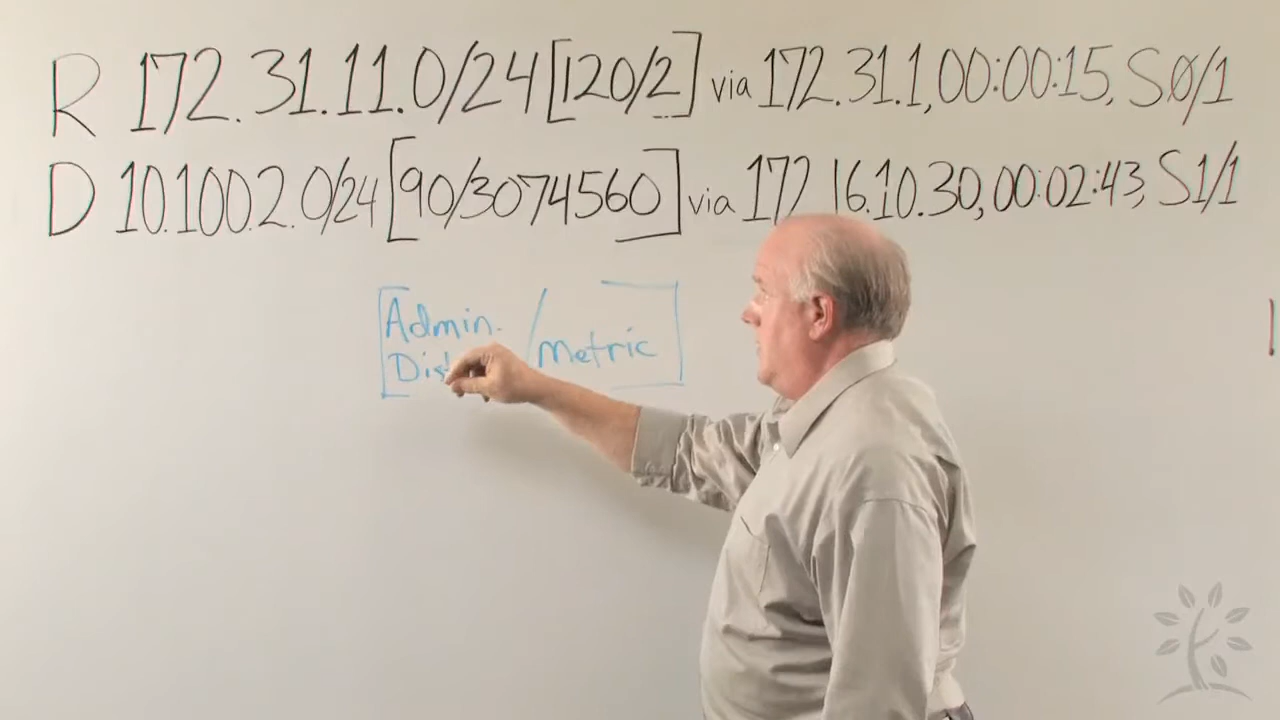 R 172.31.11.0/24 [120/2] via 172.31.1,00:00:15, S0/1
D 10.100.2.0/24 [90/3074560] via 172.16.10.30,00:02:43, S1/1
[Admin. / Metric]